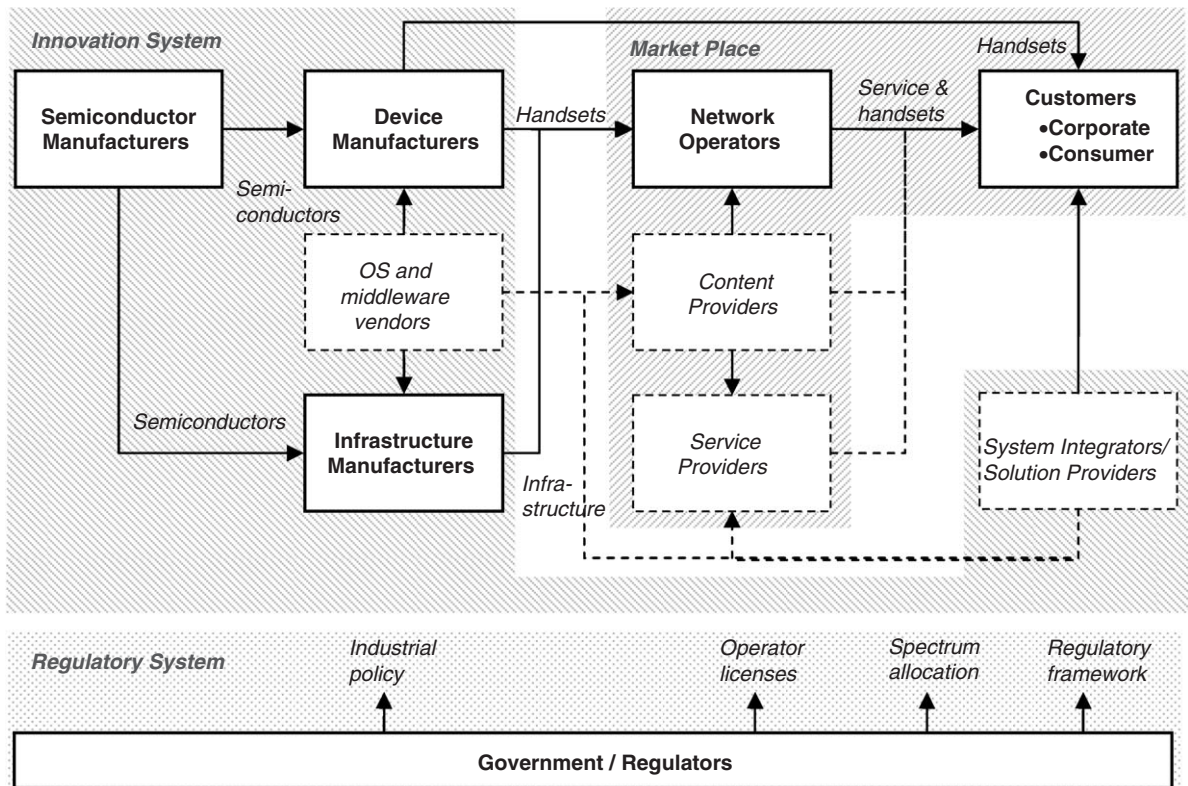 Innovation System
Market Place
Handsets
Semiconductor
Manufacturers
Device
Manufacturers
Handsets
Network
Operators
Service &
handsets
Customers
•Corporate
•Consumer
Semi-
conductors
OS and
middleware
vendors
Content
Providers
Semiconductors
Infrastructure
Manufacturers
Infra-
structure
Service
Providers
System Integrators/
Solution Providers
Regulatory System
Industrial
policy
Operator
licenses
Spectrum
allocation
Regulatory
framework
Government / Regulators